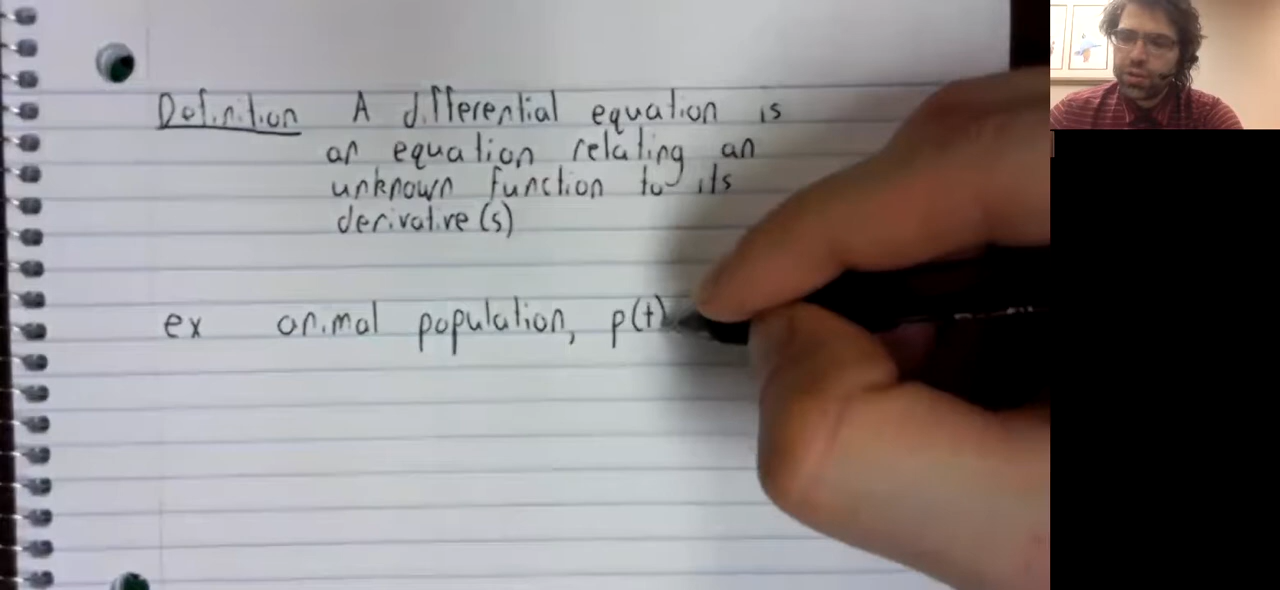 Definition A differential equation is
an equation relating an
unknown function to its
derivative(s)
ex animal population, p(t)